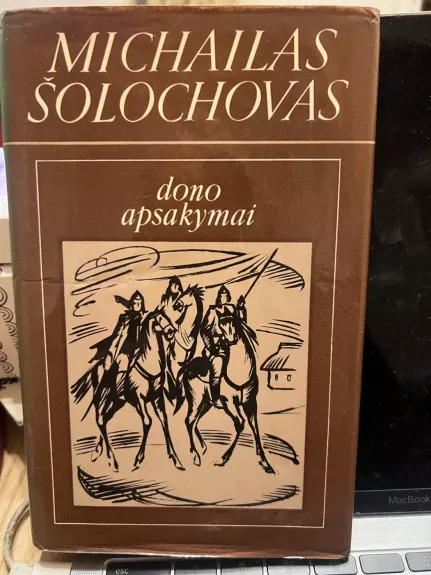 MICHAILAS
ŠOLOCHOVAS
dono
apsakymai
MacBook
esc